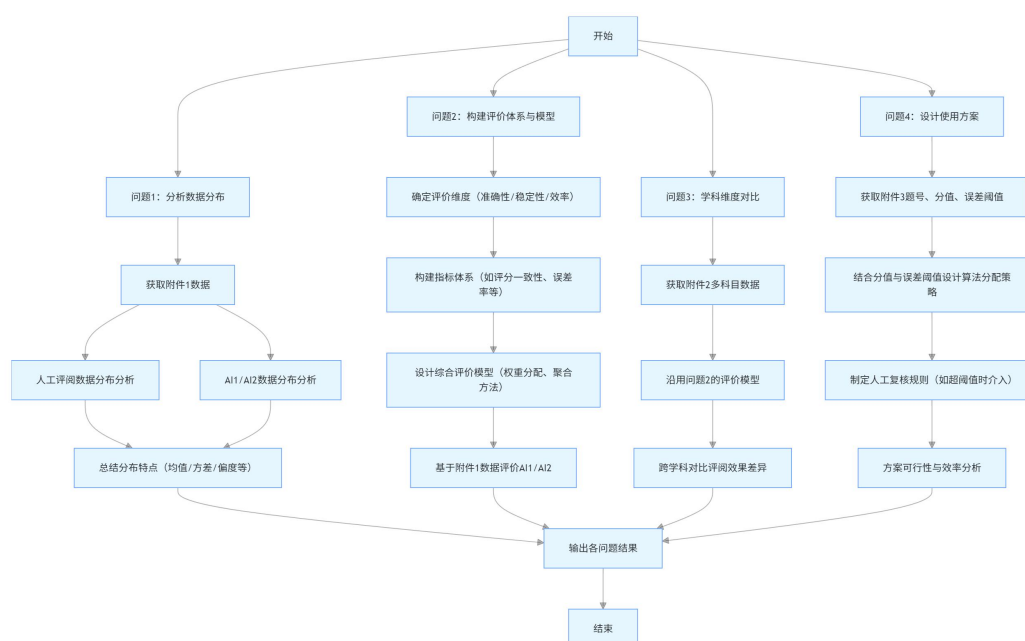 开始
问题2：构建评价体系与模型
问题4：设计使用方案
问题1：分析数据分布
确定评价维度（准确性/稳定性/效率）
问题3：学科维度对比
获取附件3题号、分值、误差阈值
获取附件1数据
构建指标体系（如评分一致性、误差
率等）
获取附件2多科目数据
结合分值与误差阈值设计算法分配策
略
人工评阅数据分布分析
AI1/AI2数据分布分析
设计综合评价模型（权重分配、聚合
方法）
沿用问题2的评价模型
制定人工复核规则（如超阈值时介入）
总结分布特点（均值/方差/偏度等）
基于附件1数据评价AI1/AI2
跨学科对比评阅效果差异
方案可行性与效率分析
输出各问题结果
结束